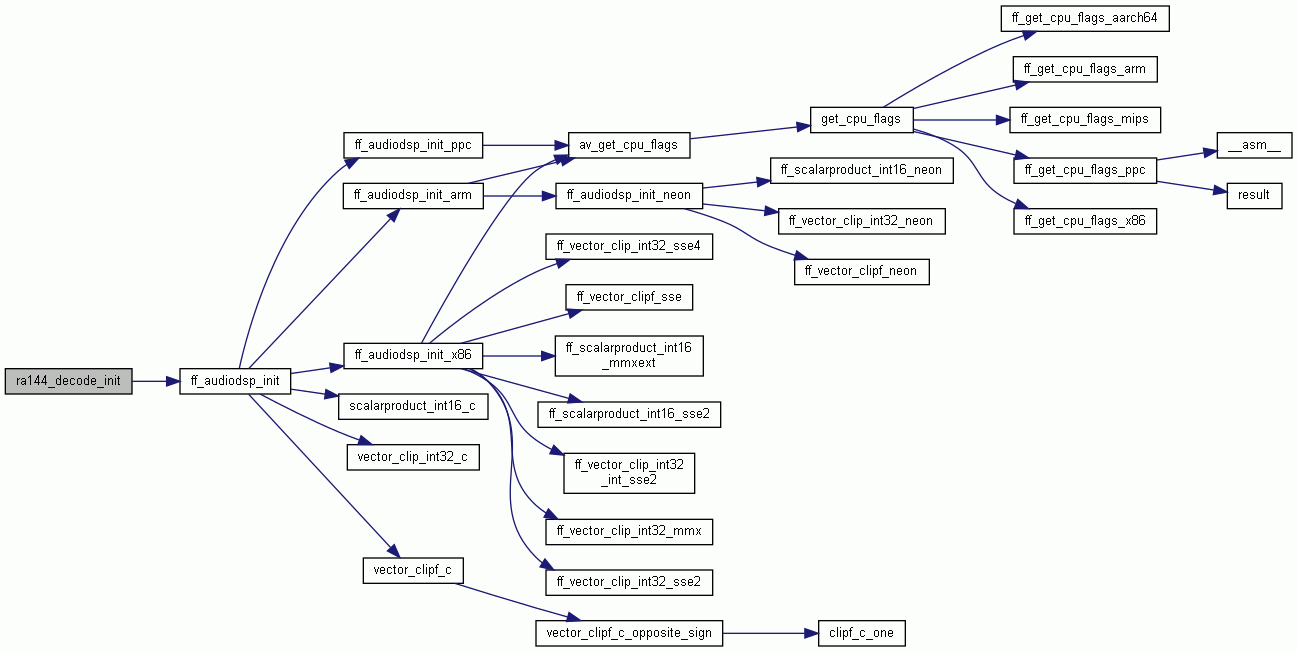 ff_get_cpu_flags_aarch64
ff_get_cpu_flags_arm
get_cpu_flags
ff_get_cpu_flags_mips
ff_audiodsp_init_ppc
av_get_cpu_flags
__asm__
ff_scalarproduct_int16_neon
ff_get_cpu_flags_ppc
ff_audiodsp_init_arm
ff_audiodsp_init_neon
result
ff_vector_clip_int32_neon
ff_get_cpu_flags_x86
ff_vector_clip_int32_sse4
ff_vector_clipf_neon
ff_vector_clipf_sse
ff_audiodsp_init_x86
ff_scalarproduct_int16
_mmxext
ra144_decode_init
ff_audiodsp_init
scalarproduct_int16_c
ff_scalarproduct_int16_sse2
vector_clip_int32_c
ff_vector_clip_int32
_int_sse2
ff_vector_clip_int32_mmx
vector_clipf_c
ff_vector_clip_int32_sse2
vector_clipf_c_opposite_sign
clipf_c_one